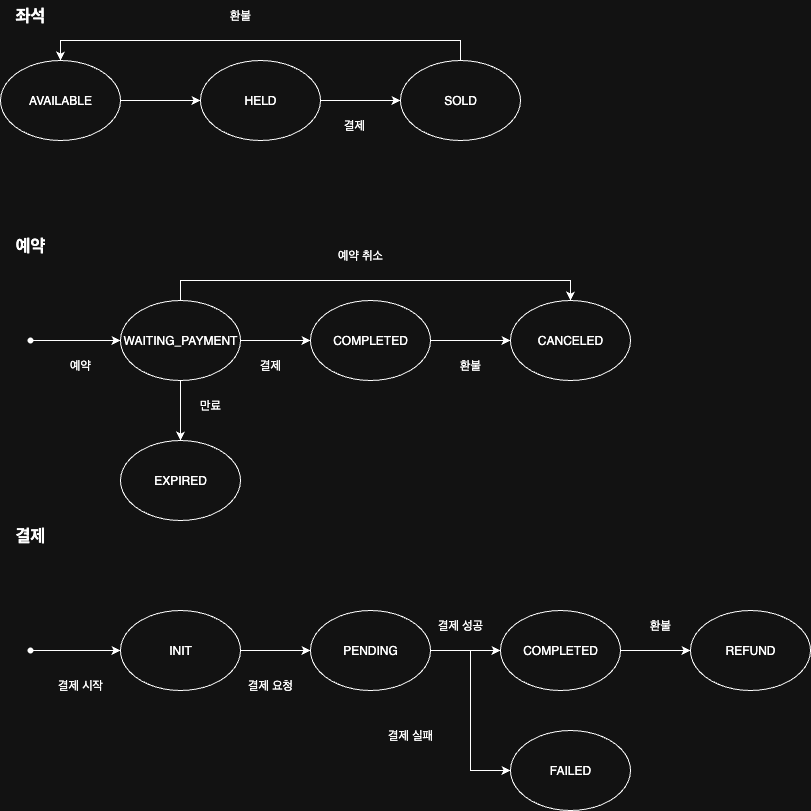 좌석
환불
AVAILABLE
HELD
SOLD
결제
예약
예약 취소
WAITING_PAYMENT
COMPLETED
CANCELED
예약
결제
환불
만료
EXPIRED
결제
결제 성공
환불
INIT
PENDING
COMPLETED
REFUND
결제 시작
결제 요청
결제 실패
FAILED